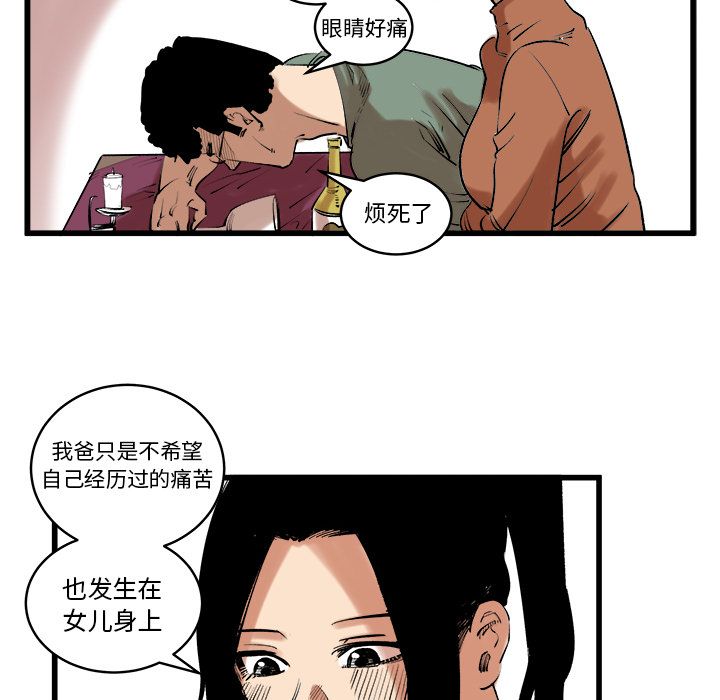 眼睛好痛
烦死了
我爸只是不希望
自己经历过的痛苦
也发生在
女儿身上